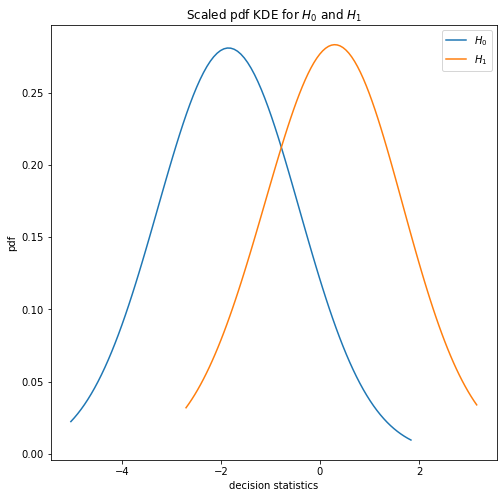 Scaled pdf KDE for H₀ and H₁
H₀
H₁
0.25
0.20
0.15
0.10
0.05
0.00
pdf
−4
−2
0
2
decision statistics